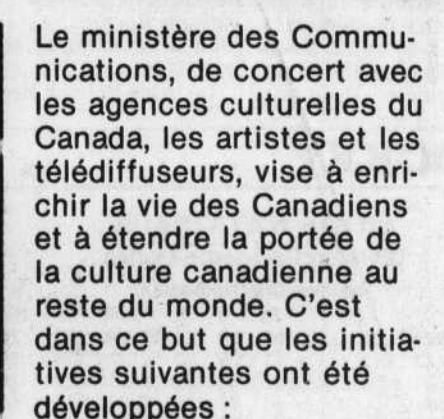 Le ministère des Commu-
nications, de concert avec
les agences culturelles du
Canada, les artistes et les
télédiffuseurs, vise à enri-
chir la vie des Canadiens
et à étendre la portée de
la culture canadienne au
reste du monde. C'est
dans ce but que les initia-
tives suivantes ont été
développées :